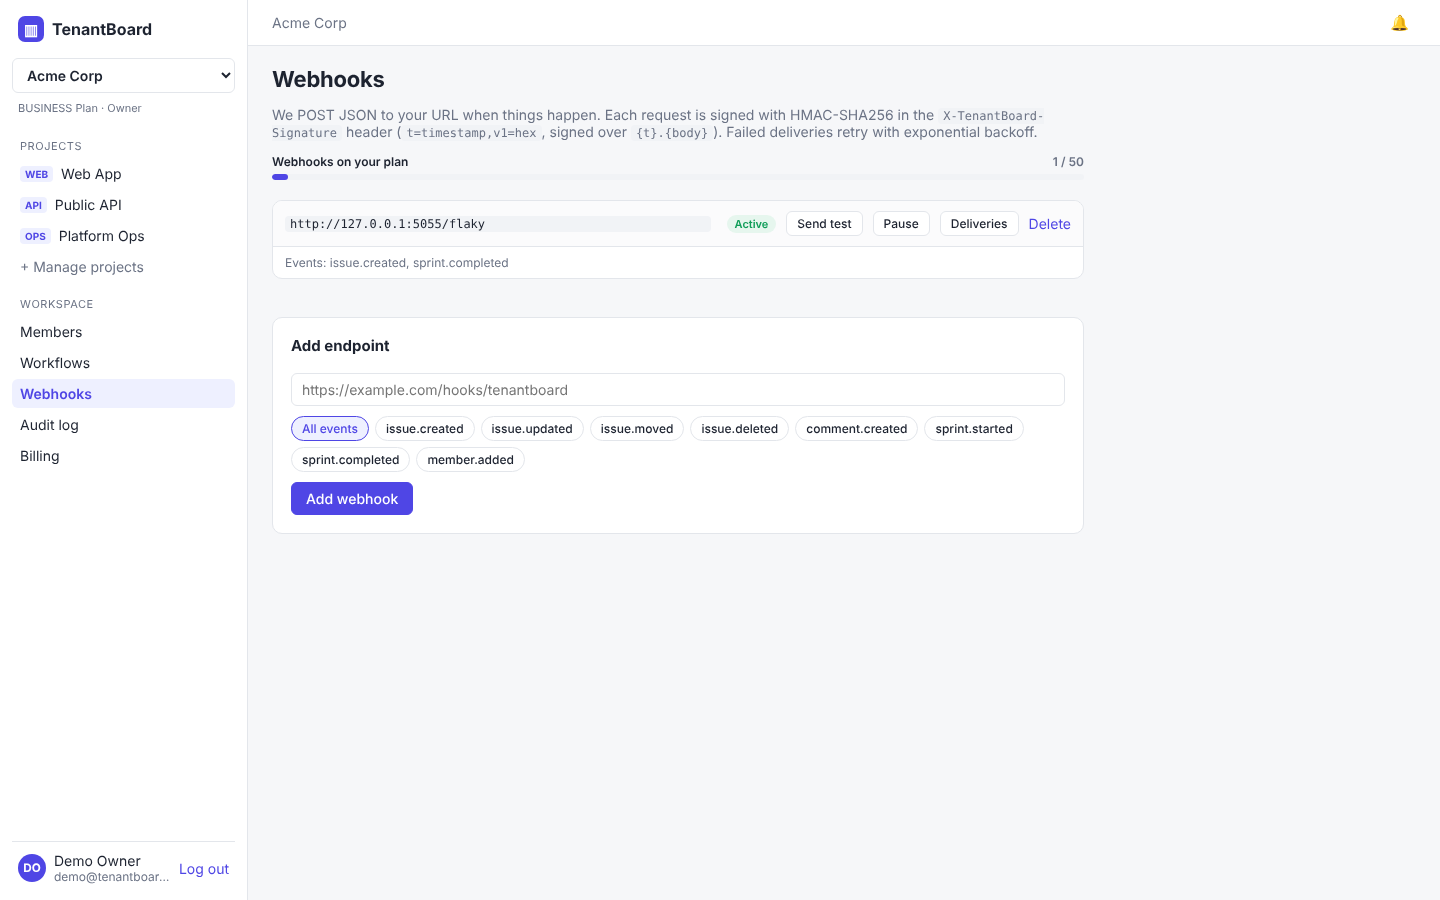 TenantBoard
Acme Corp
BUSINESS Plan · Owner
PROJECTS
WEB Web App
API Public API
OPS Platform Ops
+ Manage projects
WORKSPACE
Members
Workflows
Webhooks
Audit log
Billing
DO Demo Owner
demo@tenantboar...
Log out
Acme Corp
Webhooks
We POST JSON to your URL when things happen. Each request is signed with HMAC-SHA256 in the X-TenantBoard-
Signature header ( t=timestamp,v1=hex , signed over {t}.{body} ). Failed deliveries retry with exponential backoff.
Webhooks on your plan 1 / 50
http://127.0.0.1:5055/flaky Active Send test Pause Deliveries Delete
Events: issue.created, sprint.completed
Add endpoint
https://example.com/hooks/tenantboard
All events issue.created issue.updated issue.moved issue.deleted comment.created sprint.started
sprint.completed member.added
Add webhook